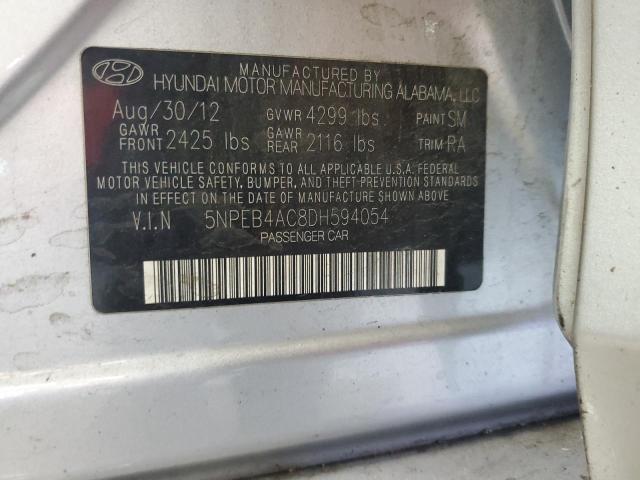 MANUFACTURED BY
HYUNDAI MOTOR MANUFACTURING ALABAMA, LLC
Aug/30/12 GVWR 4299 lbs PAINT SM
GAWR FRONT 2425 lbs GAWR REAR 2116 lbs TRIM RA
THIS VEHICLE CONFORMS TO ALL APPLICABLE U.S.A. FEDERAL
MOTOR VEHICLE SAFETY, BUMPER, AND THEFT-PREVENTION STANDARDS
IN EFFECT ON THE DATE OF MANUFACTURE SHOWN ABOVE.
V.I.N 5NPEB4AC8DH594054
PASSENGER CAR